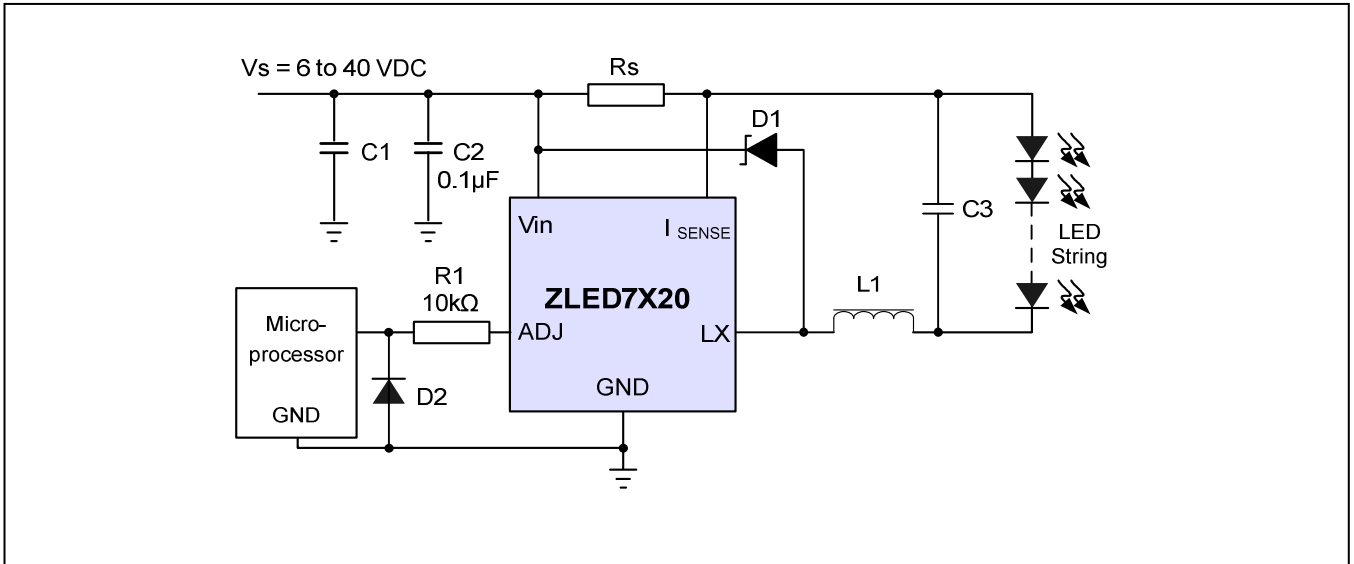 Vs = 6 to 40 VDC
Rs
D1
C1
C2
0.1µF
C3
Vin
I SENSE
LED
String
R1
10kΩ
L1
ZLED7X20
Micro-
processor
ADJ
LX
GND
D2
GND